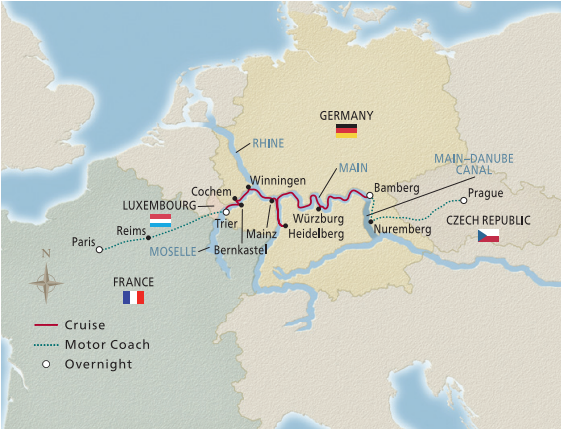 GERMANY
RHINE
MAIN
MAIN–DANUBE
CANAL
Winningen
Cochem
Bamberg
Prague
LUXEMBOURG
Trier
Mainz
Würzburg
Heidelberg
Nuremberg
CZECH REPUBLIC
Reims
Paris
MOSELLE
Bernkastel
N
FRANCE
Cruise
Motor Coach
Overnight